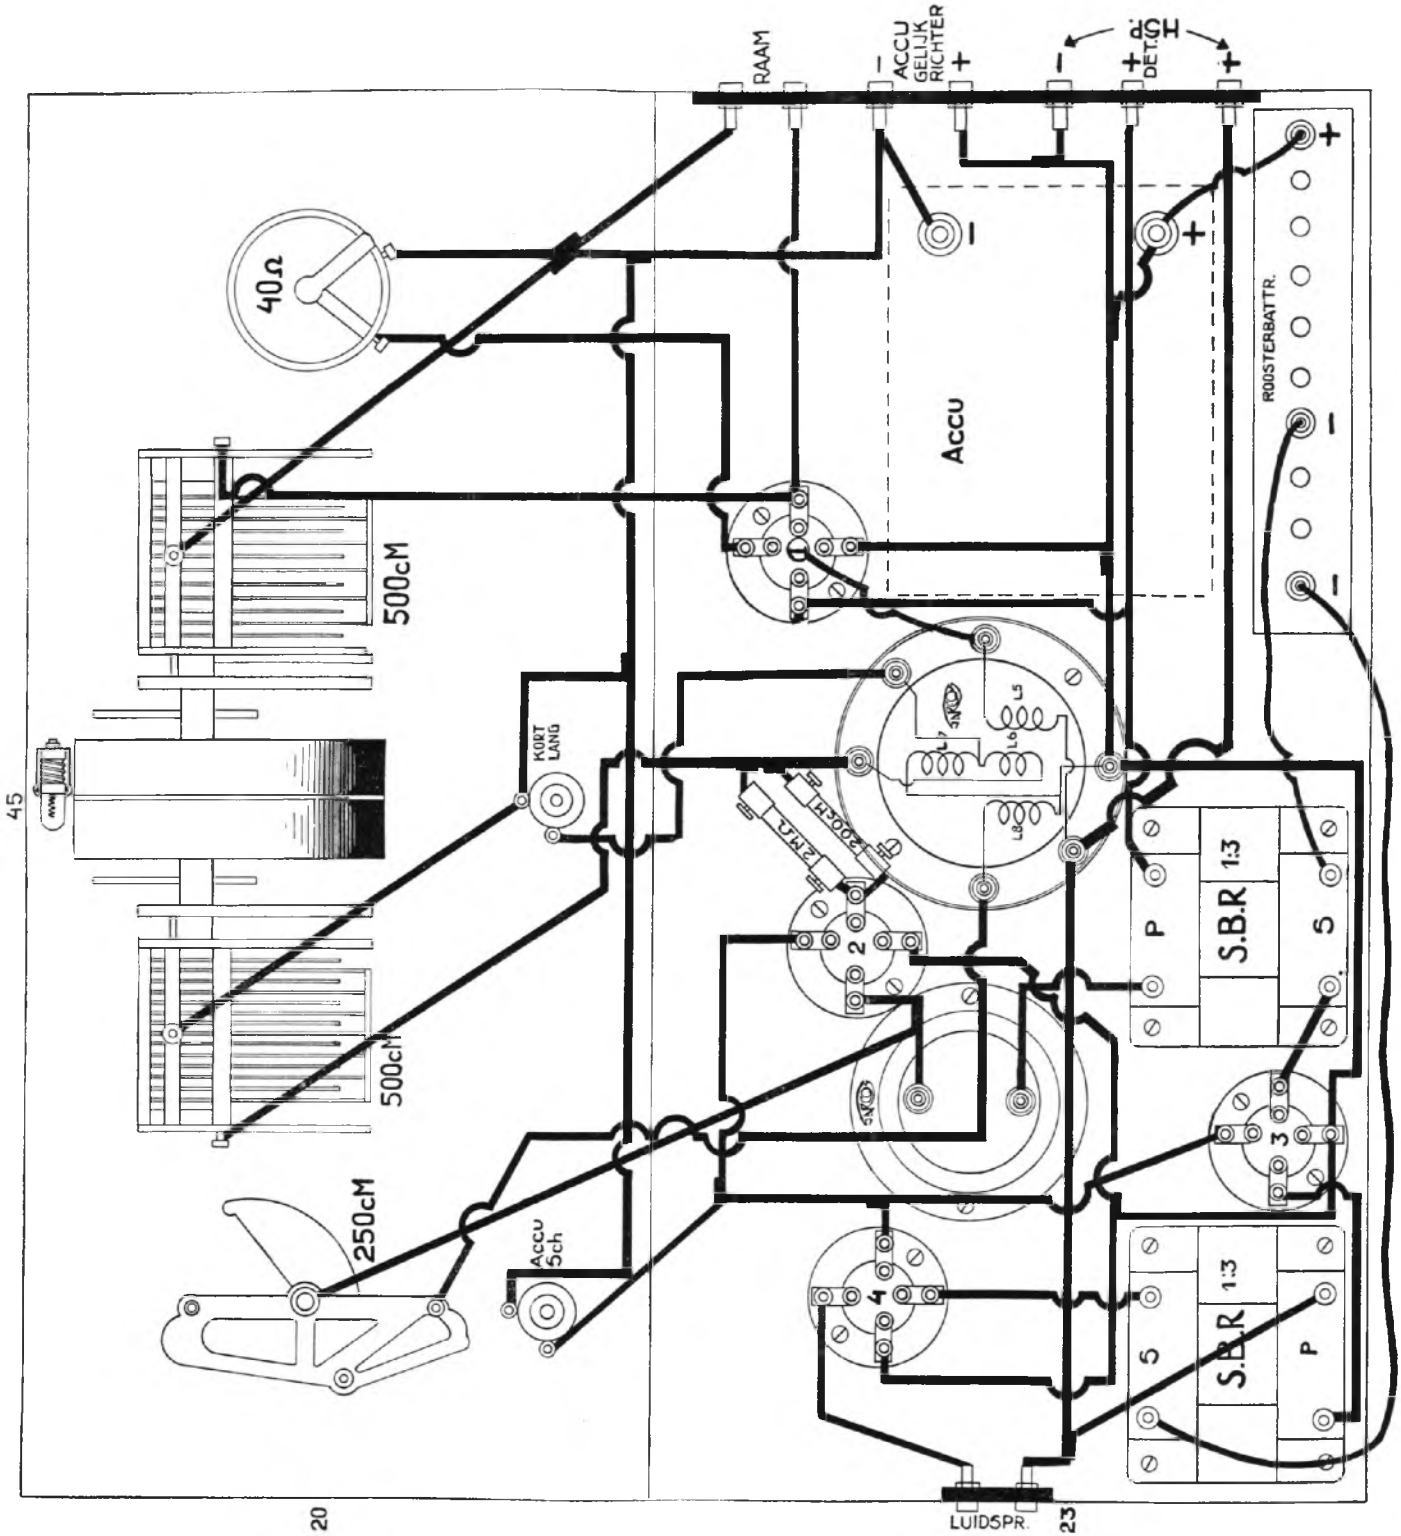 RAAM
-
ACCU
GELIJK
RICHTER
+
-
H.S.P.
+
DET.
+
40Ω
ACCU
-
+
ROOSTERBATTR.
+
-
-
500cM
1
KORT
LANG
45
L5
L6
L7
L8
2MΩ
200cM
2
P
S.B.R
1:3
S
500cM
3
250cM
ACCU
Sch
4
S
S.B.R
1:3
P
LUIDSPR.
20
23